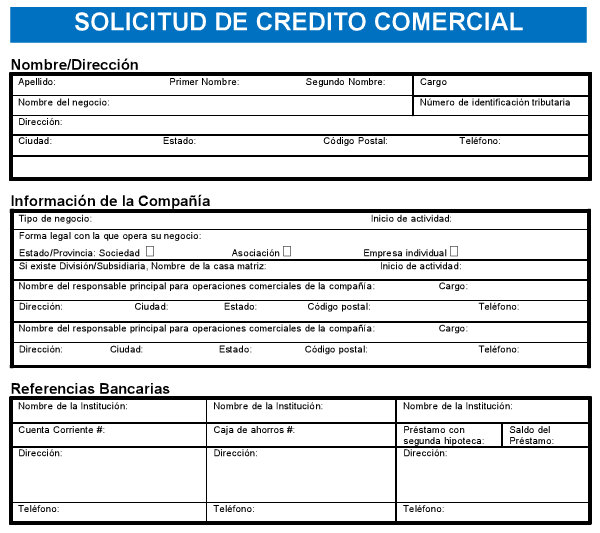 SOLICITUD DE CREDITO COMERCIAL
Nombre/Dirección
Apellido: Primer Nombre: Segundo Nombre: Cargo
Nombre del negocio: Número de identificación tributaria
Dirección:
Ciudad: Estado: Código Postal: Teléfono:
Información de la Compañía
Tipo de negocio: Inicio de actividad:
Forma legal con la que opera su negocio:
Estado/Provincia: Sociedad Asociación Empresa individual
Si existe División/Subsidiaria, Nombre de la casa matriz: Inicio de actividad:
Nombre del responsable principal para operaciones comerciales de la compañía: Cargo:
Dirección: Ciudad: Estado: Código postal: Teléfono:
Nombre del responsable principal para operaciones comerciales de la compañía: Cargo:
Dirección: Ciudad: Estado: Código postal: Teléfono:
Referencias Bancarias
Nombre de la Institución: Nombre de la Institución: Nombre de la Institución:
Cuenta Corriente #: Caja de ahorros #: Préstamo con Saldo del
segunda hipoteca: Préstamo:
Dirección: Dirección: Dirección:
Teléfono: Teléfono: Teléfono: